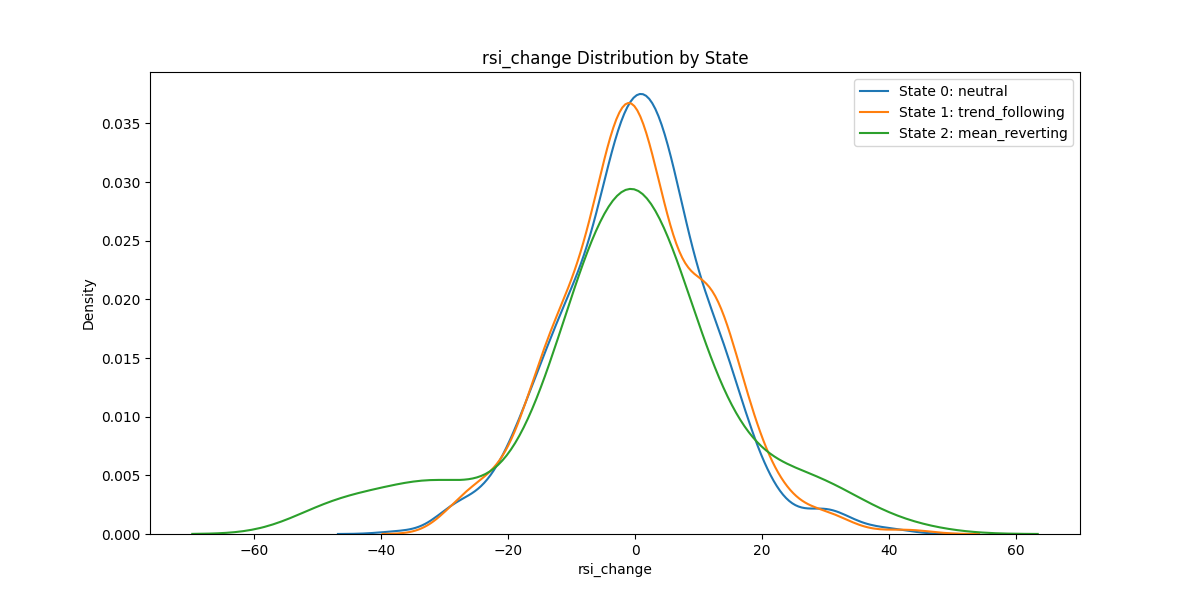 rsi_change Distribution by State
State 0: neutral
State 1: trend_following
State 2: mean_reverting
Density
0.035
0.030
0.025
0.020
0.015
0.010
0.005
0.000
−60 −40 −20 0 20 40 60
rsi_change